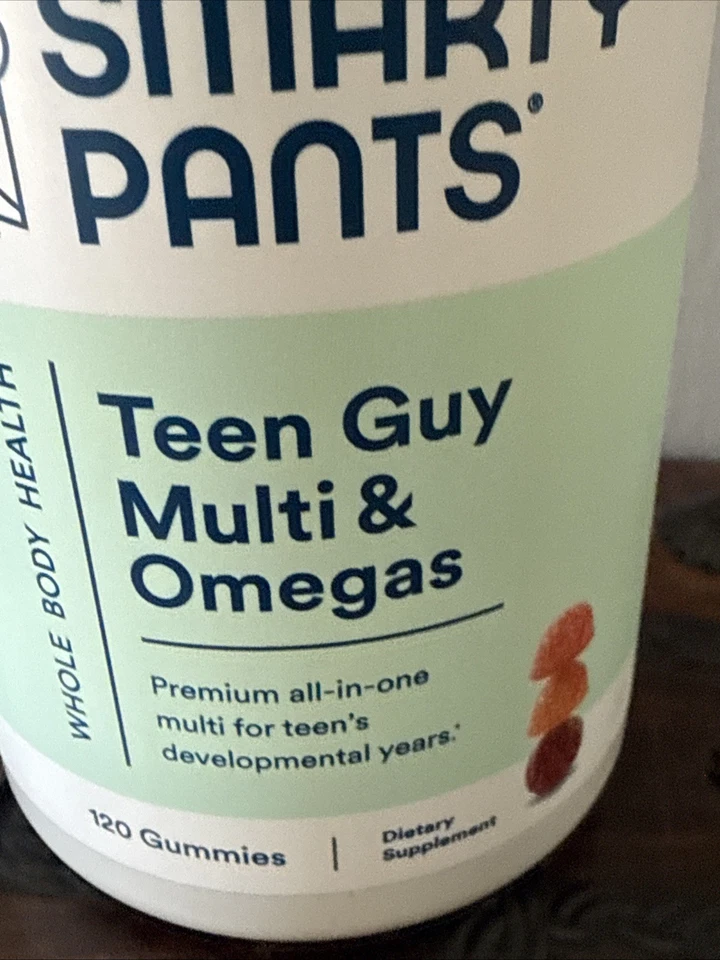 SMARTY
PANTS®
WHOLE BODY HEALTH
Teen Guy
Multi &
Omegas
Premium all-in-one
multi for teen's
developmental years.*
120 Gummies | Dietary
Supplement